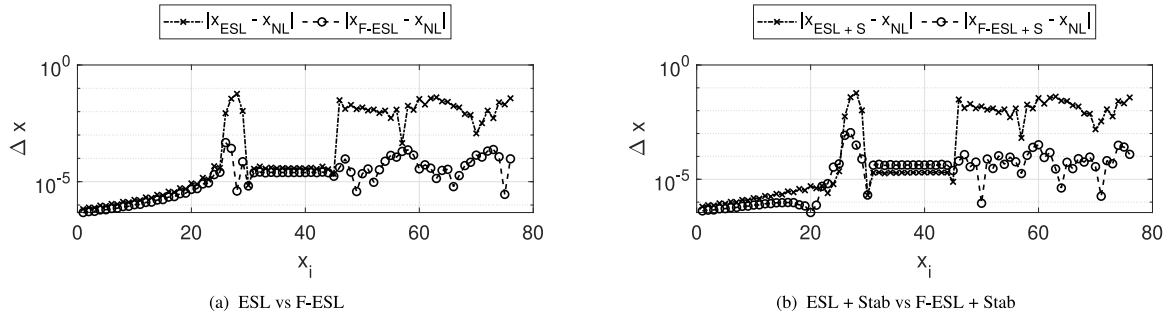 |x_ESL - x_NL| |x_F-ESL - x_NL|
10^0
10^-5
Δ x
0 20 40 60 80
x_i
(a) ESL vs F-ESL
|x_ESL + S - x_NL| |x_F-ESL + S - x_NL|
10^0
10^-5
Δ x
0 20 40 60 80
x_i
(b) ESL + Stab vs F-ESL + Stab